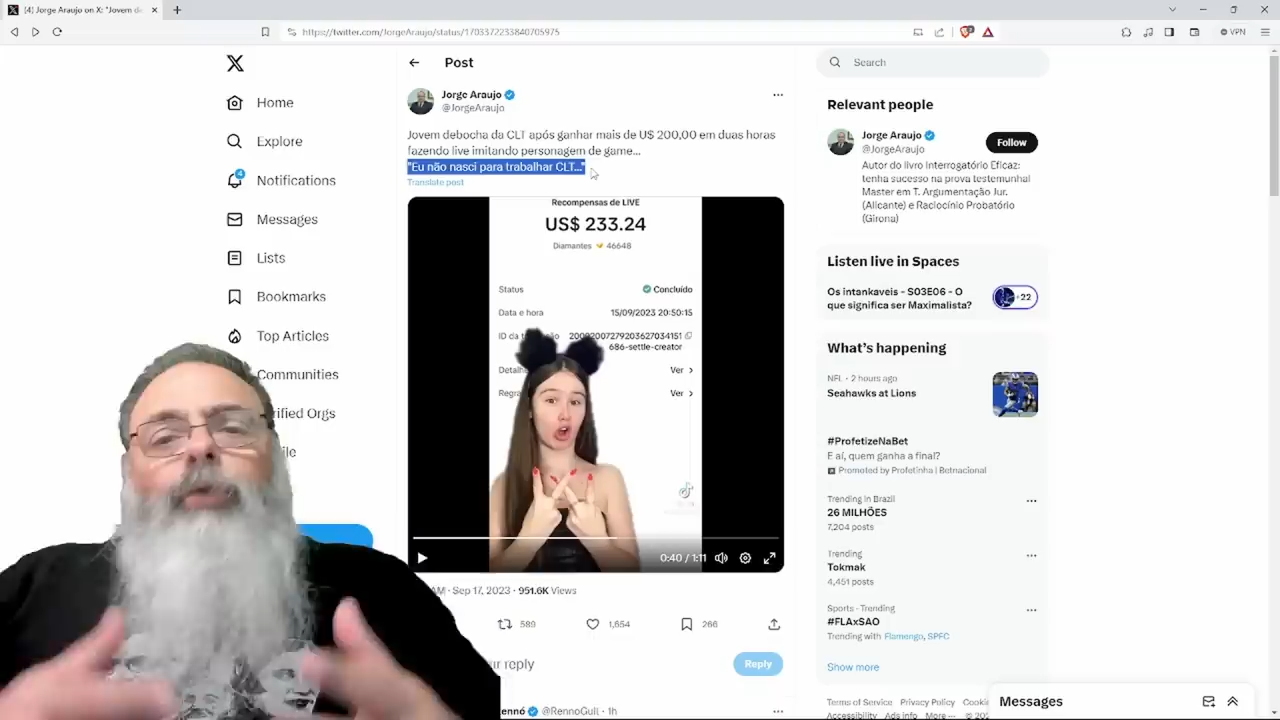 (4) Jorge Araujo on X: "Jovem de
https://twitter.com/JorgeAraujo/status/1703372233840705975
VPN
Post
Jorge Araujo
@JorgeAraujo
Jovem debocha da CLT após ganhar mais de U$ 200,00 em duas horas
fazendo live imitando personagem de game...
"Eu não nasci para trabalhar CLT..."
Translate post
Recompensas de LIVE
US$ 233.24
Diamantes 46648
Status Concluído
Data e hora 15/09/2023 20:50:15
ID da
686-settle-creator
Ver
Ver
0:40 / 1:11
AM · Sep 17, 2023 · 951.6K Views
589 1,654 266
Reply
@RennoGuil · 1h
Home
Explore
4
Notifications
Messages
Lists
Bookmarks
Top Articles
Communities
Search
Relevant people
Jorge Araujo
@JorgeAraujo
Follow
Autor do livro Interrogatório Eficaz:
tenha sucesso na prova testemunhal
Master em T. Argumentação Jur.
(Alicante) e Raciocínio Probatório
(Girona)
Listen live in Spaces
Os intankaveis - S03E06 - O
que significa ser Maximalista?
+22
What's happening
NFL · 2 hours ago
Seahawks at Lions
#ProfetizeNaBet
E aí, quem ganha a final?
Promoted by Profetinha | Betnacional
Trending in Brazil
26 MILHÕES
7,204 posts
Trending
Tokmak
4,451 posts
Sports · Trending
#FLAxSAO
Trending with Flamengo, SPFC
Show more
Terms of Service Privacy Policy
Accessibility Ads info More
Messages